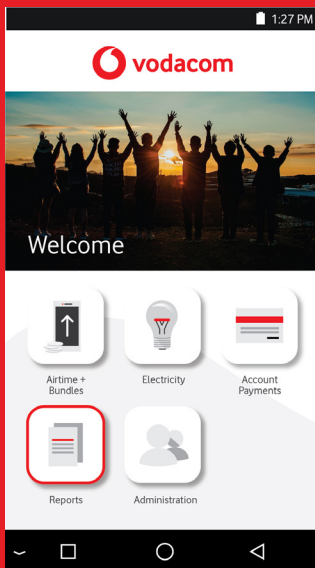 1:27 PM
vodacom
Welcome
Airtime +
Bundles
Electricity
Account
Payments
Reports
Administration